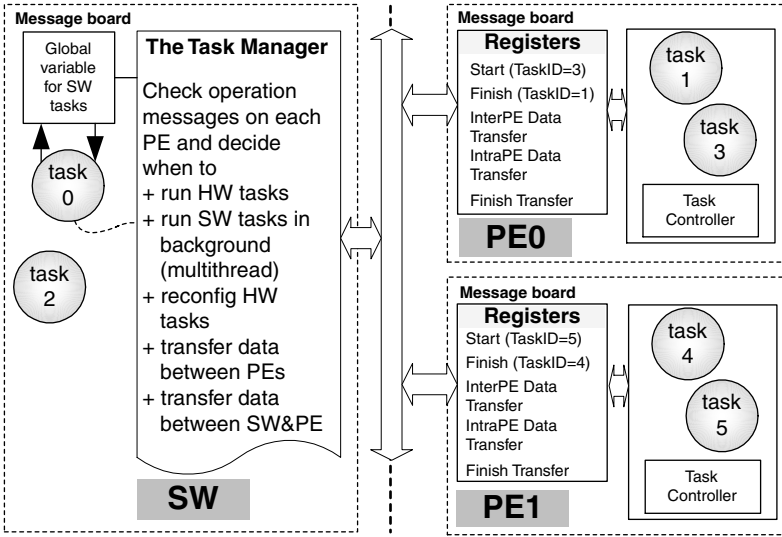 Message board
Global
variable
for SW
tasks
task
0
task
2
The Task Manager
Check operation
messages on each
PE and decide
when to
+ run HW tasks
+ run SW tasks in
background
(multithread)
+ reconfig HW
tasks
+ transfer data
between PEs
+ transfer data
between SW&PE
SW
Message board
Registers
Start (TaskID=3)
Finish (TaskID=1)
InterPE Data
Transfer
IntraPE Data
Transfer
Finish Transfer
PE0
task
1
task
3
Task
Controller
Message board
Registers
Start (TaskID=5)
Finish (TaskID=4)
InterPE Data
Transfer
IntraPE Data
Transfer
Finish Transfer
PE1
task
4
task
5
Task
Controller